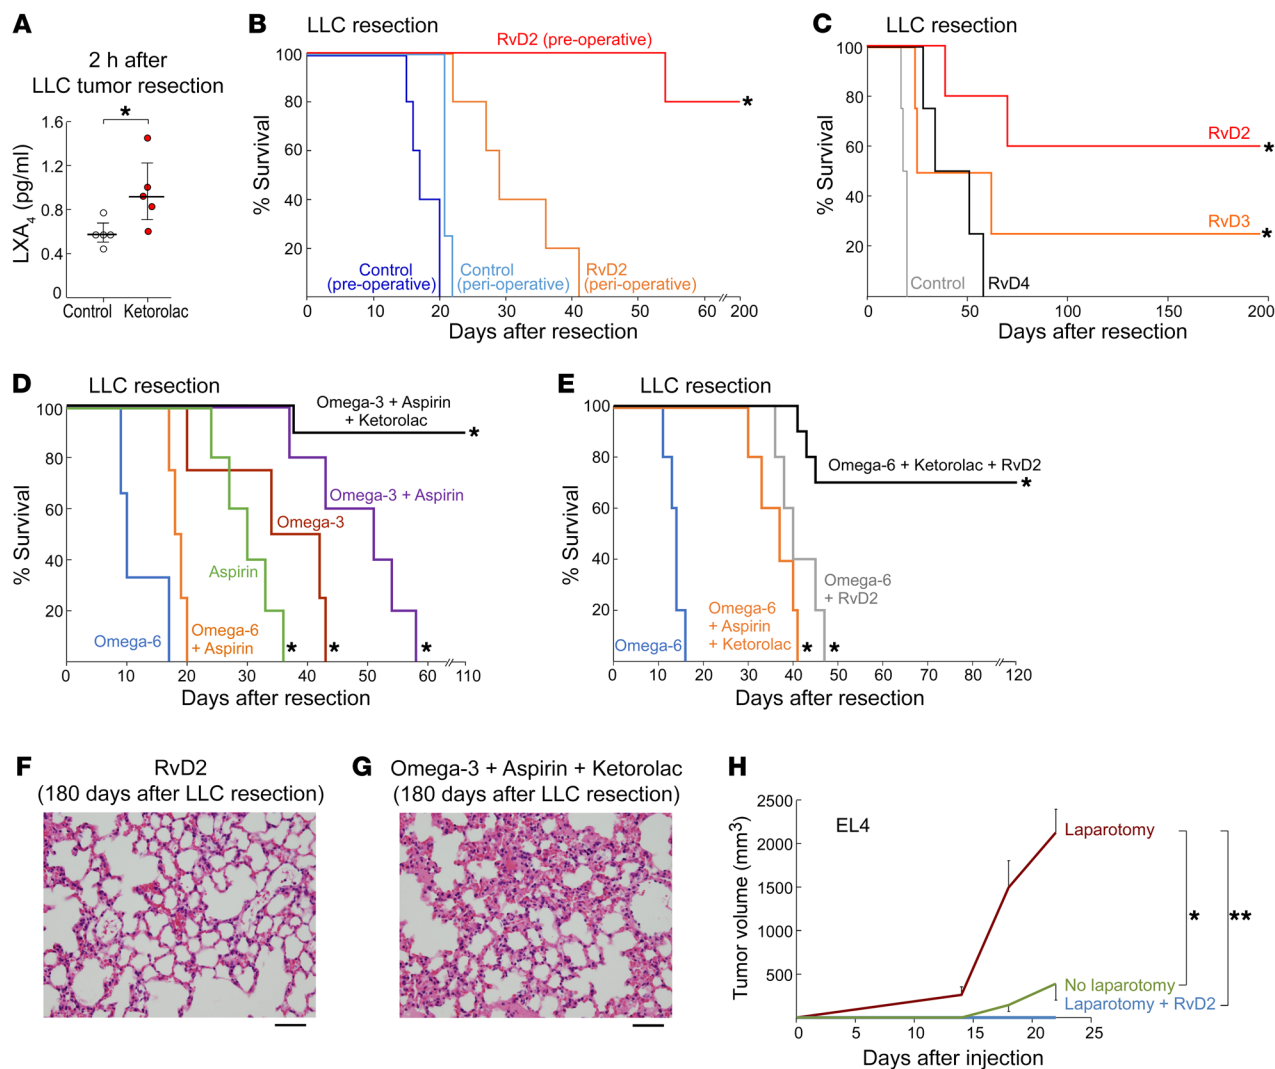 A
2 h after
LLC tumor resection
*
1.6
1.2
0.8
0.4
0
LXA4 (pg/ml)
Control
Ketorolac
B
LLC resection
RvD2 (pre-operative)
*
100
80
60
40
20
% Survival
Control
(pre-operative)
Control
(peri-operative)
RvD2
(peri-operative)
0 10 20 30 40 50 60 200
Days after resection
C
LLC resection
100
80
60
40
20
% Survival
RvD2
*
RvD3
*
Control
RvD4
0 50 100 150 200
Days after resection
D
LLC resection
100
80
60
40
20
% Survival
Omega-3 + Aspirin
+ Ketorolac
*
Omega-3 + Aspirin
Omega-3
Aspirin
Omega-6
Omega-6
+ Aspirin
*
*
*
0 10 20 30 40 50 60 110
Days after resection
E
LLC resection
100
80
60
40
20
% Survival
Omega-6 + Ketorolac + RvD2
*
Omega-6
+ RvD2
Omega-6
+ Aspirin
+ Ketorolac
Omega-6
*
*
0 10 20 30 40 50 60 70 80 120
Days after resection
F
RvD2
(180 days after LLC resection)
G
Omega-3 + Aspirin + Ketorolac
(180 days after LLC resection)
H
EL4
2500
2000
1500
1000
500
Tumor volume (mm3)
Laparotomy
*
**
No laparotomy
Laparotomy + RvD2
0 5 10 15 20 25
Days after injection